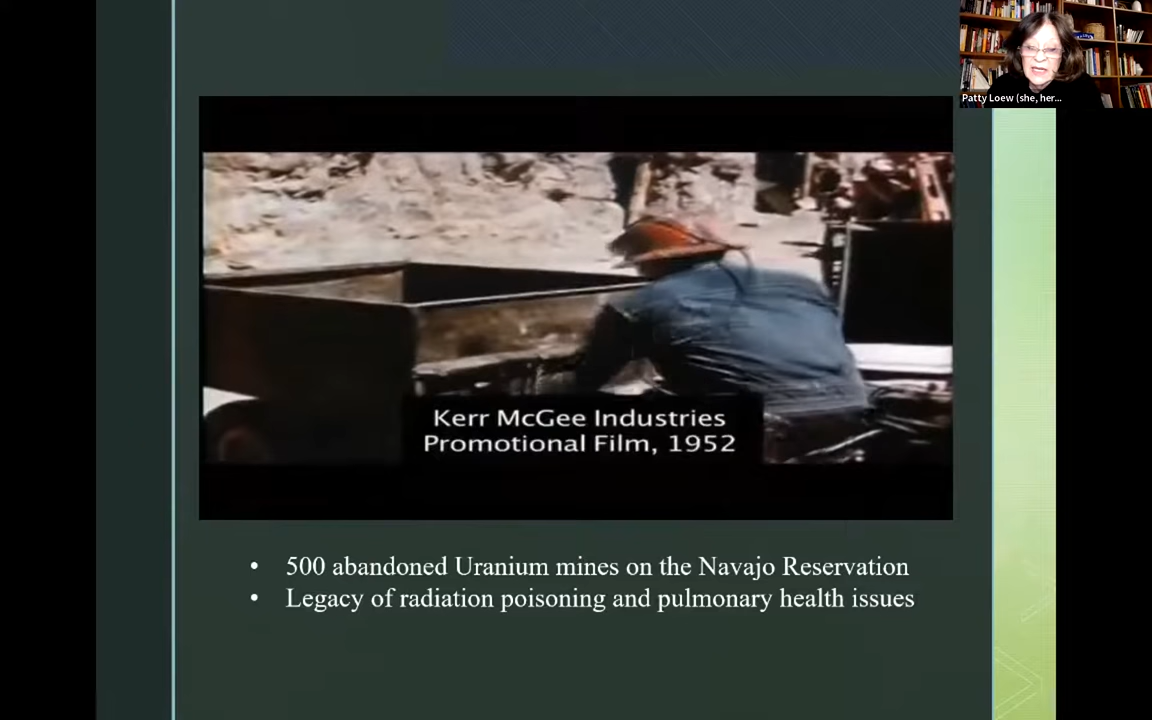 Patty Loew (she, her...
Kerr McGee Industries
Promotional Film, 1952
• 500 abandoned Uranium mines on the Navajo Reservation
• Legacy of radiation poisoning and pulmonary health issues